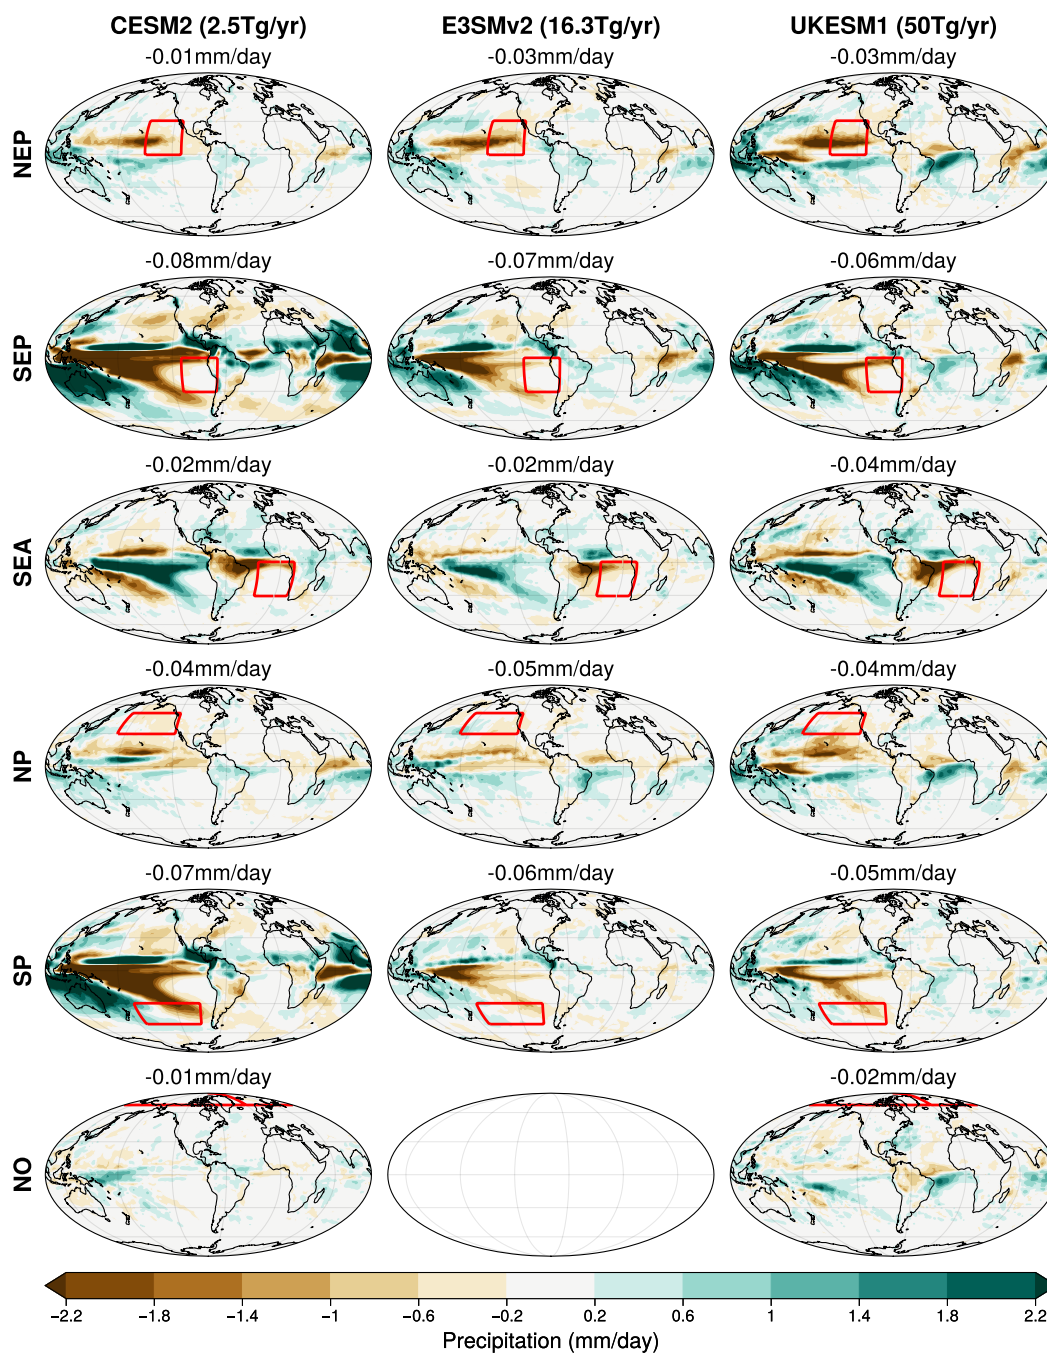 CESM2 (2.5Tg/yr) E3SMv2 (16.3Tg/yr) UKESM1 (50Tg/yr)
-0.01mm/day -0.03mm/day -0.03mm/day
NEP
-0.08mm/day -0.07mm/day -0.06mm/day
SEP
-0.02mm/day -0.02mm/day -0.04mm/day
SEA
-0.04mm/day -0.05mm/day -0.04mm/day
NP
-0.07mm/day -0.06mm/day -0.05mm/day
SP
-0.01mm/day -0.02mm/day
NO
-2.2 -1.8 -1.4 -1 -0.6 -0.2 0.2 0.6 1 1.4 1.8 2.2
Precipitation (mm/day)